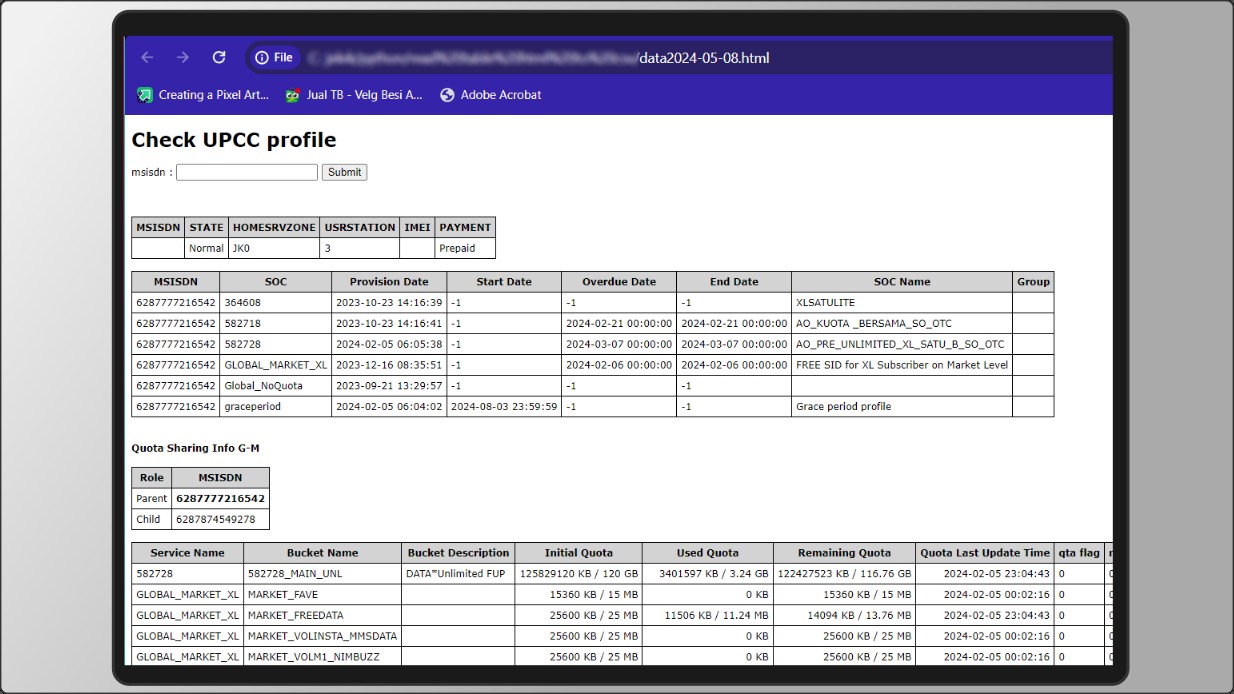 File /data2024-05-08.html
Creating a Pixel Art... Jual TB - Velg Besi A... Adobe Acrobat
Check UPCC profile
msisdn : Submit
MSISDN STATE HOMESRVZONE USRSTATION IMEI PAYMENT
Normal JK0 3 Prepaid
MSISDN SOC Provision Date Start Date Overdue Date End Date SOC Name Group
6287777216542 364608 2023-10-23 14:16:39 -1 -1 -1 XLSATULITE
6287777216542 582718 2023-10-23 14:16:41 -1 2024-02-21 00:00:00 2024-02-21 00:00:00 AO_KUOTA _BERSAMA_SO_OTC
6287777216542 582728 2024-02-05 06:05:38 -1 2024-03-07 00:00:00 2024-03-07 00:00:00 AO_PRE_UNLIMITED_XL_SATU_B_SO_OTC
6287777216542 GLOBAL_MARKET_XL 2023-12-16 08:35:51 -1 2024-02-06 00:00:00 2024-02-06 00:00:00 FREE SID for XL Subscriber on Market Level
6287777216542 Global_NoQuota 2023-09-21 13:29:57 -1 -1 -1
6287777216542 graceperiod 2024-02-05 06:04:02 2024-08-03 23:59:59 -1 -1 Grace period profile
Quota Sharing Info G-M
Role MSISDN
Parent 6287777216542
Child 6287874549278
Service Name Bucket Name Bucket Description Initial Quota Used Quota Remaining Quota Quota Last Update Time qta flag
582728 582728_MAIN_UNL DATA*Unlimited FUP 125829120 KB / 120 GB 3401597 KB / 3.24 GB 122427523 KB / 116.76 GB 2024-02-05 23:04:43 0
GLOBAL_MARKET_XL MARKET_FAVE 15360 KB / 15 MB 0 KB 15360 KB / 15 MB 2024-02-05 00:02:16 0
GLOBAL_MARKET_XL MARKET_FREEDATA 25600 KB / 25 MB 11506 KB / 11.24 MB 14094 KB / 13.76 MB 2024-02-05 23:04:43 0
GLOBAL_MARKET_XL MARKET_VOLINSTA_MMSDATA 25600 KB / 25 MB 0 KB 25600 KB / 25 MB 2024-02-05 00:02:16 0
GLOBAL_MARKET_XL MARKET_VOLM1_NIMBUZZ 25600 KB / 25 MB 0 KB 25600 KB / 25 MB 2024-02-05 00:02:16 0